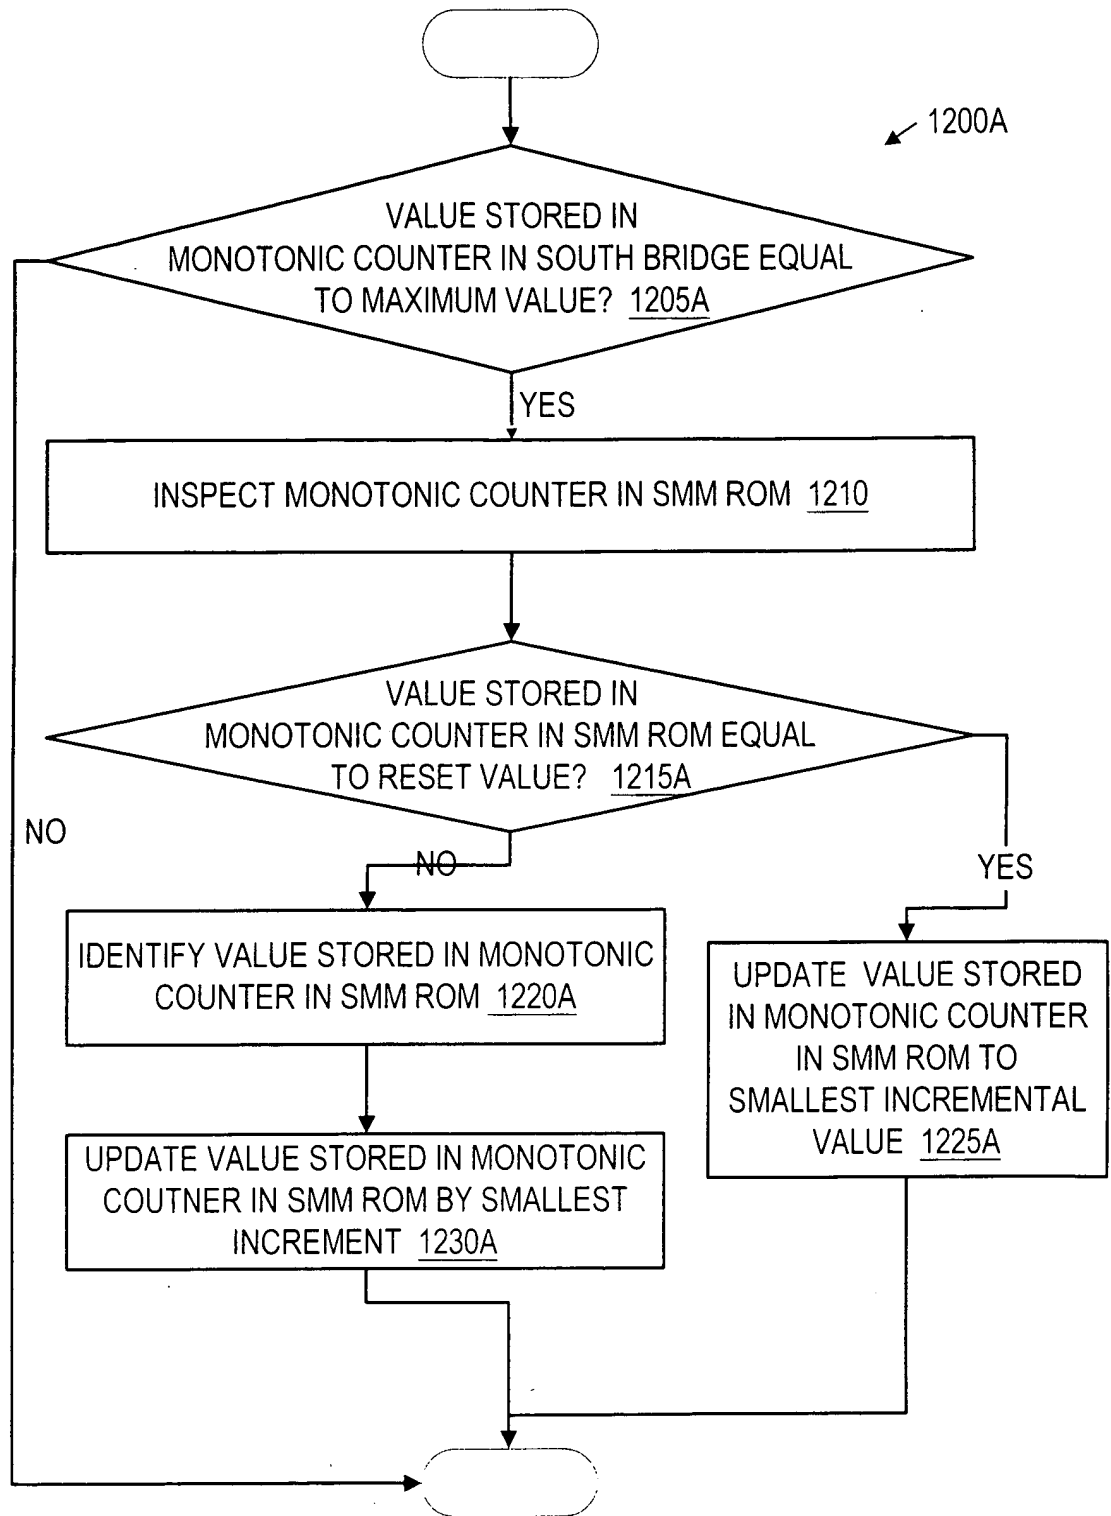 1200A
VALUE STORED IN
MONOTONIC COUNTER IN SOUTH BRIDGE EQUAL
TO MAXIMUM VALUE? 1205A
YES
INSPECT MONOTONIC COUNTER IN SMM ROM 1210
VALUE STORED IN
MONOTONIC COUNTER IN SMM ROM EQUAL
TO RESET VALUE? 1215A
NO
NO
YES
IDENTIFY VALUE STORED IN MONOTONIC
COUNTER IN SMM ROM 1220A
UPDATE VALUE STORED
IN MONOTONIC COUNTER
IN SMM ROM TO
SMALLEST INCREMENTAL
VALUE 1225A
UPDATE VALUE STORED IN MONOTONIC
COUTNER IN SMM ROM BY SMALLEST
INCREMENT 1230A